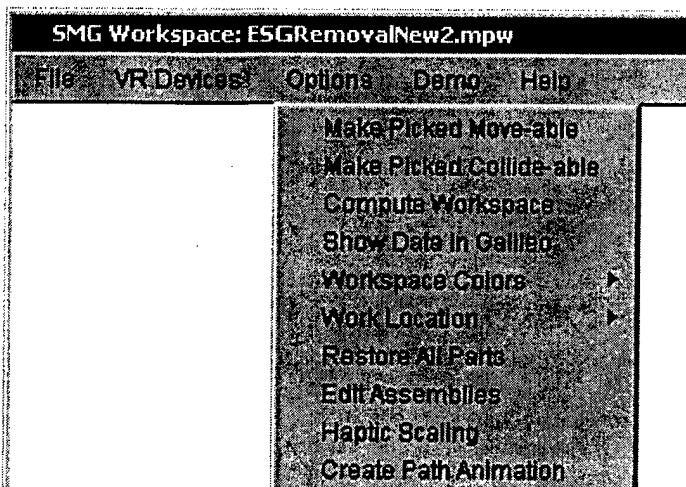 SMG Workspace: ESGRemovalNew2.mpw
File VR Devices Options Demo Help
Make Picked Move-able
Make Picked Collide-able
Compute Workspace
Show Data in Galileo
Workspace Colors
Work Location
Restore All Parts
Edit Assemblies
Haptic Scaling
Create Path Animation